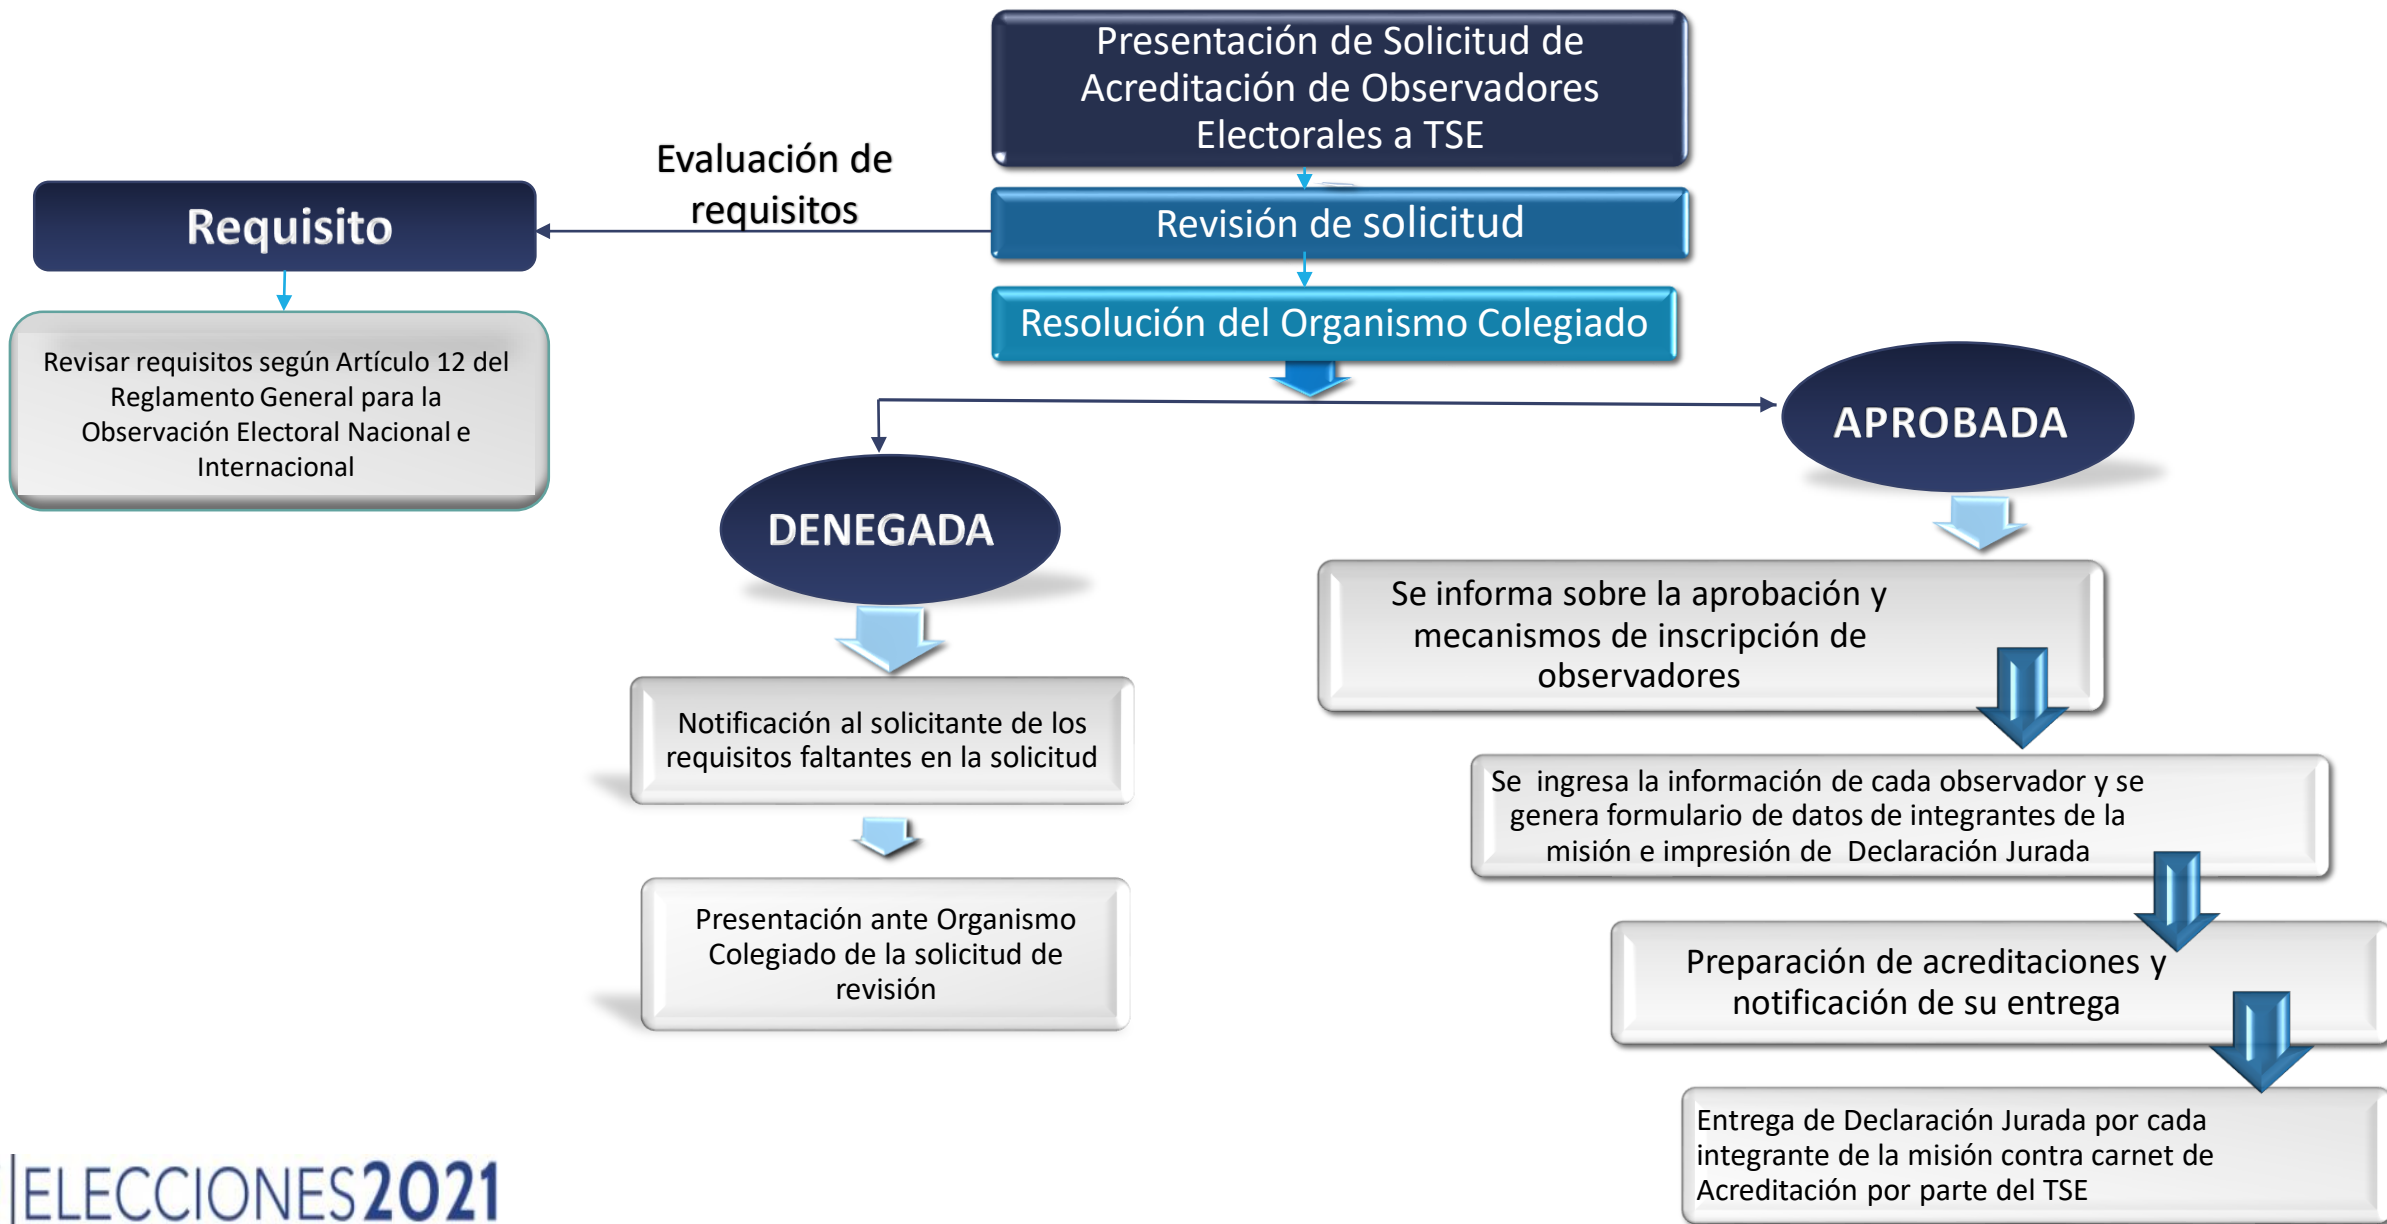 Presentación de Solicitud de
Acreditación de Observadores
Electorales a TSE
Evaluación de
requisitos
Requisito
Revisión de solicitud
Resolución del Organismo Colegiado
Revisar requisitos según Artículo 12 del
Reglamento General para la
Observación Electoral Nacional e
Internacional
APROBADA
DENEGADA
Se informa sobre la aprobación y
mecanismos de inscripción de
observadores
Notificación al solicitante de los
requisitos faltantes en la solicitud
Se ingresa la información de cada observador y se
genera formulario de datos de integrantes de la
misión e impresión de Declaración Jurada
Presentación ante Organismo
Colegiado de la solicitud de
revisión
Preparación de acreditaciones y
notificación de su entrega
Entrega de Declaración Jurada por cada
integrante de la misión contra carnet de
Acreditación por parte del TSE
ELECCIONES2021